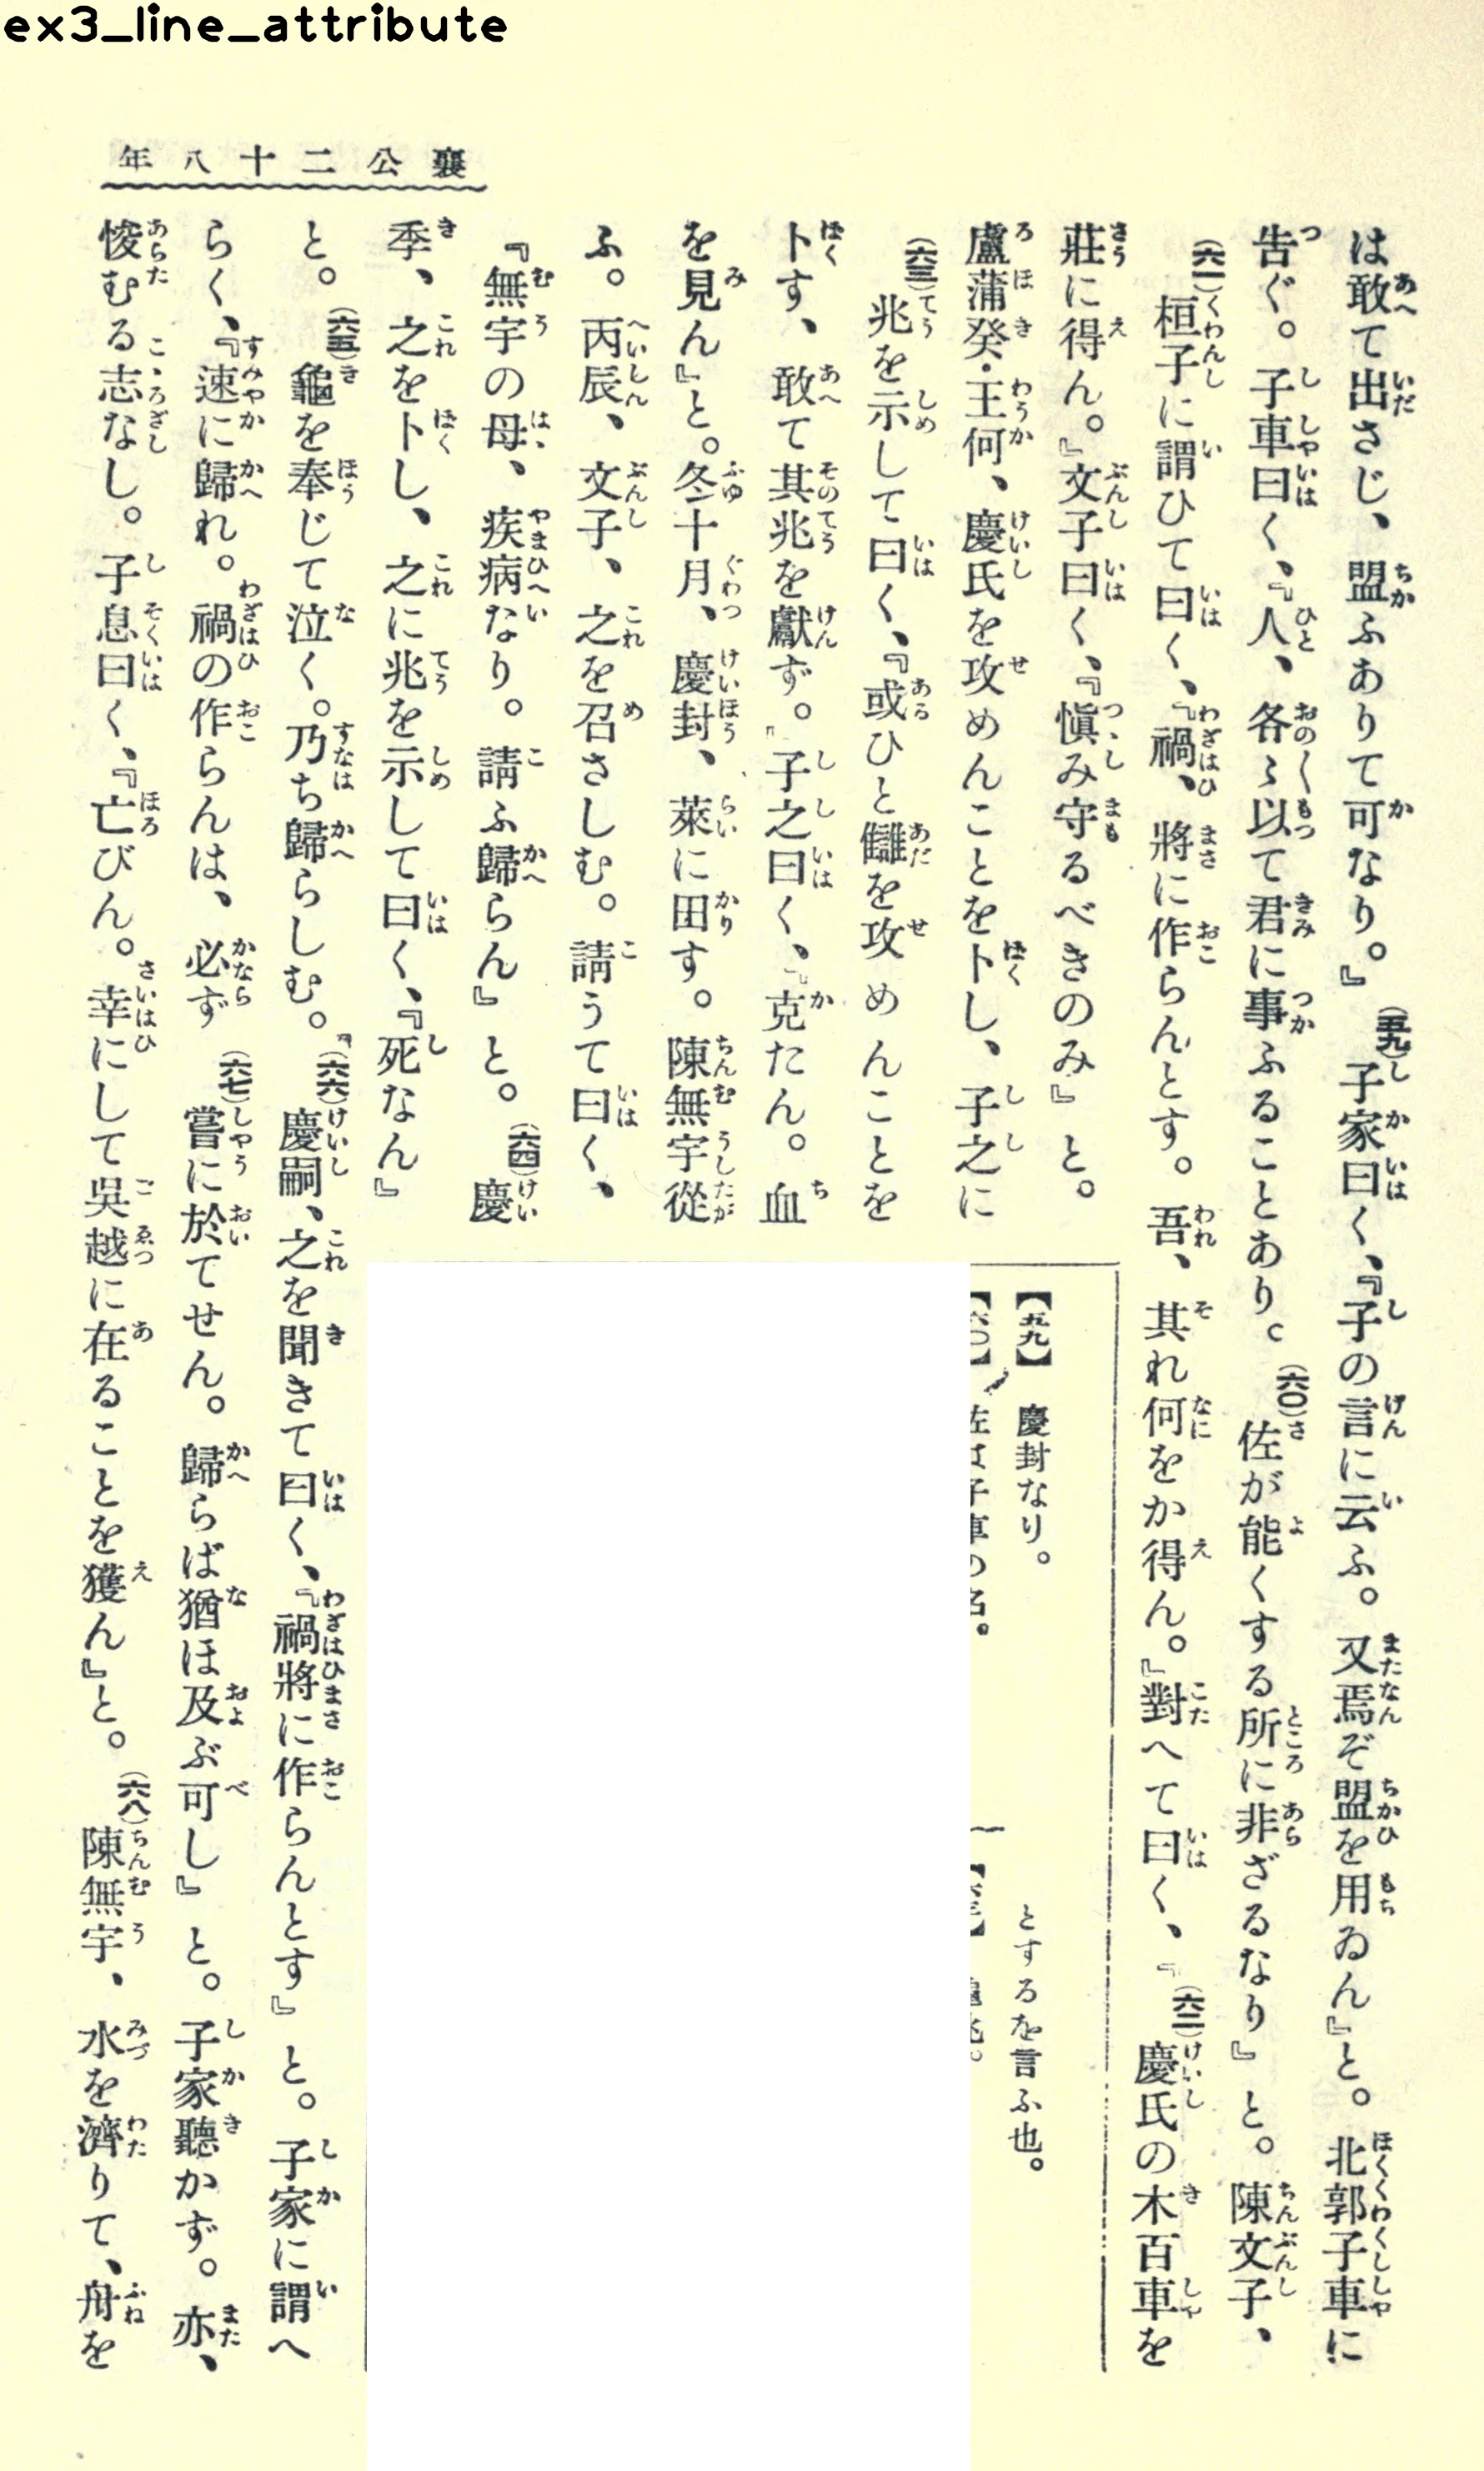 ex3_line_attribute
襄公二十八年
は敢て出さじ、盟ふありて可なり。』(五九)子家曰く、『子の言に云ふ。又焉ぞ盟を用ゐん』と。北郭子車に
告ぐ。子車曰く、『人、各〻以て君に事ふることあり。(六〇)佐が能くする所に非ざるなり』と。陳文子、
(六一)桓子に謂ひて曰く、『禍、將に作らんとす。吾、其れ何をか得ん。』對へて曰く、『(六二)慶氏の木百車を
莊に得ん。』文子曰く、『愼み守るべきのみ』と。
盧蒲癸・王何、慶氏を攻めんことを卜し、子之に
(六三)兆を示して曰く、『或ひと讎を攻めんことを
卜す、敢て其兆を獻ず。』子之曰く、『克たん。血
を見ん』と。冬十月、慶封、萊に田す。陳無宇從
ふ。丙辰、文子、之を召さしむ。請うて曰く、
『無宇の母、疾病なり。請ふ歸らん』と。(六四)慶
季、之を卜し、之に兆を示して曰く、『死なん』
と。(六五)龜を奉じて泣く。乃ち歸らしむ。『(六六)慶嗣、之を聞きて曰く、『禍將に作らんとす』と。子家に謂へ
らく、『速に歸れ。禍の作らんは、必ず(六七)嘗に於てせん。歸らば猶ほ及ぶ可し』と。子家聽かず。亦、
悛むる志なし。子息曰く、『亡びん。幸にして吳越に在ることを獲ん』と。(六八)陳無宇、水を濟りて、舟を
【五九】 慶封なり。
とするを言ふ也。